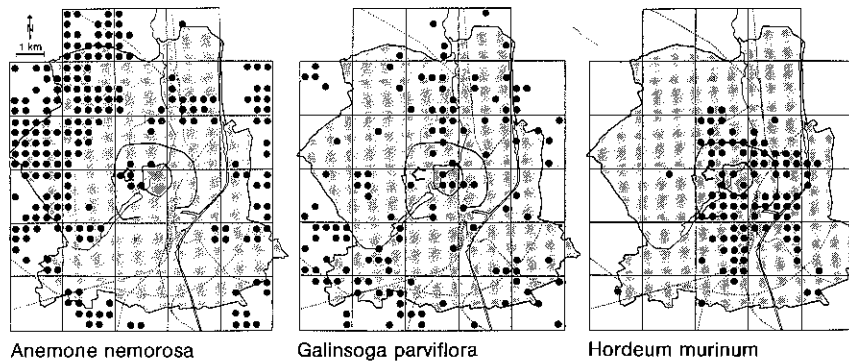 N
1 km
Anemone nemorosa
Galinsoga parviflora
Hordeum murinum